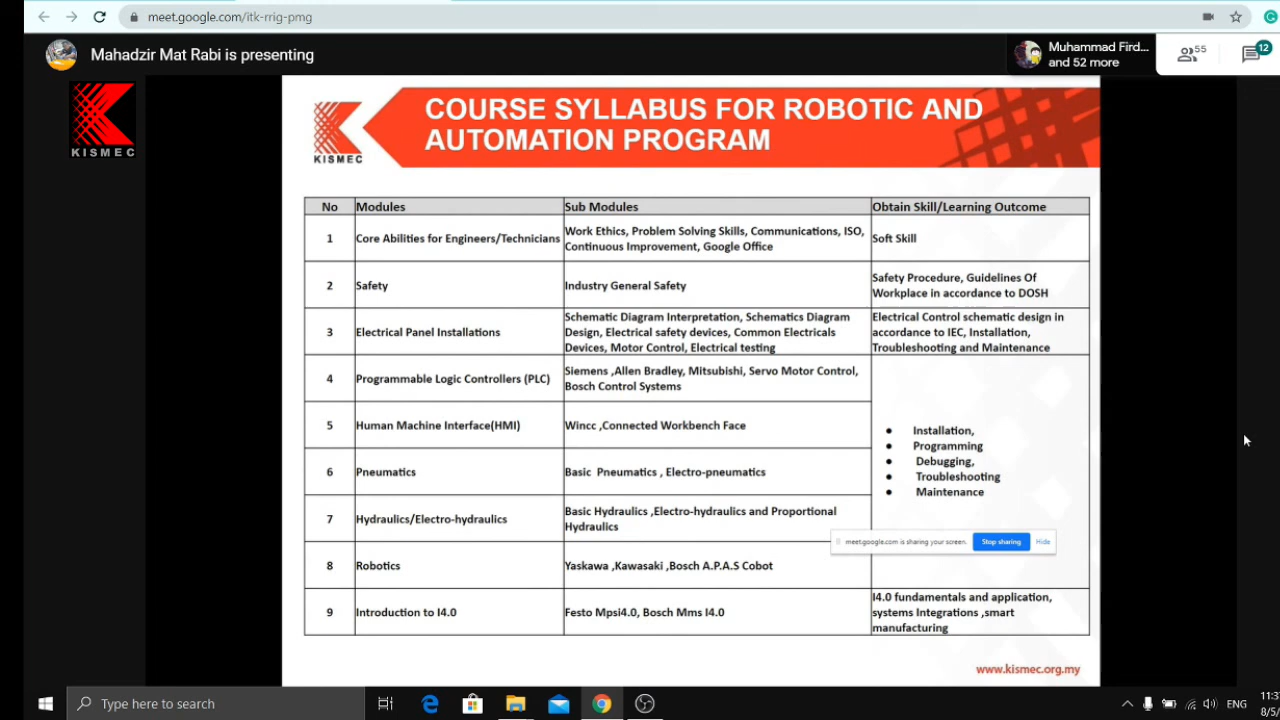 meet.google.com/itk-rrig-pmg
Mahadzir Mat Rabi is presenting
Muhammad Fird...
and 52 more
55
12
KISMEC
KISMEC
COURSE SYLLABUS FOR ROBOTIC AND
AUTOMATION PROGRAM
No Modules Sub Modules Obtain Skill/Learning Outcome
1 Core Abilities for Engineers/Technicians Work Ethics, Problem Solving Skills, Communications, ISO, Soft Skill
Continuous Improvement, Google Office
2 Safety Industry General Safety Safety Procedure, Guidelines Of
Workplace in accordance to DOSH
3 Electrical Panel Installations Schematic Diagram Interpretation, Schematics Diagram Electrical Control schematic design in
Design, Electrical safety devices, Common Electricals accordance to IEC, Installation,
Devices, Motor Control, Electrical testing Troubleshooting and Maintenance
4 Programmable Logic Controllers (PLC) Siemens ,Allen Bradley, Mitsubishi, Servo Motor Control,
Bosch Control Systems
5 Human Machine Interface(HMI) Wincc ,Connected Workbench Face
• Installation,
• Programming
• Debugging,
• Troubleshooting
• Maintenance
6 Pneumatics Basic Pneumatics , Electro-pneumatics
7 Hydraulics/Electro-hydraulics Basic Hydraulics ,Electro-hydraulics and Proportional
Hydraulics
meet.google.com is sharing your screen. Stop sharing Hide
8 Robotics Yaskawa ,Kawasaki ,Bosch A.P.A.S Cobot
9 Introduction to I4.0 Festo Mpsi4.0, Bosch Mms I4.0 I4.0 fundamentals and application,
systems Integrations ,smart
manufacturing
www.kismec.org.my
Type here to search
ENG
11:3
8/5